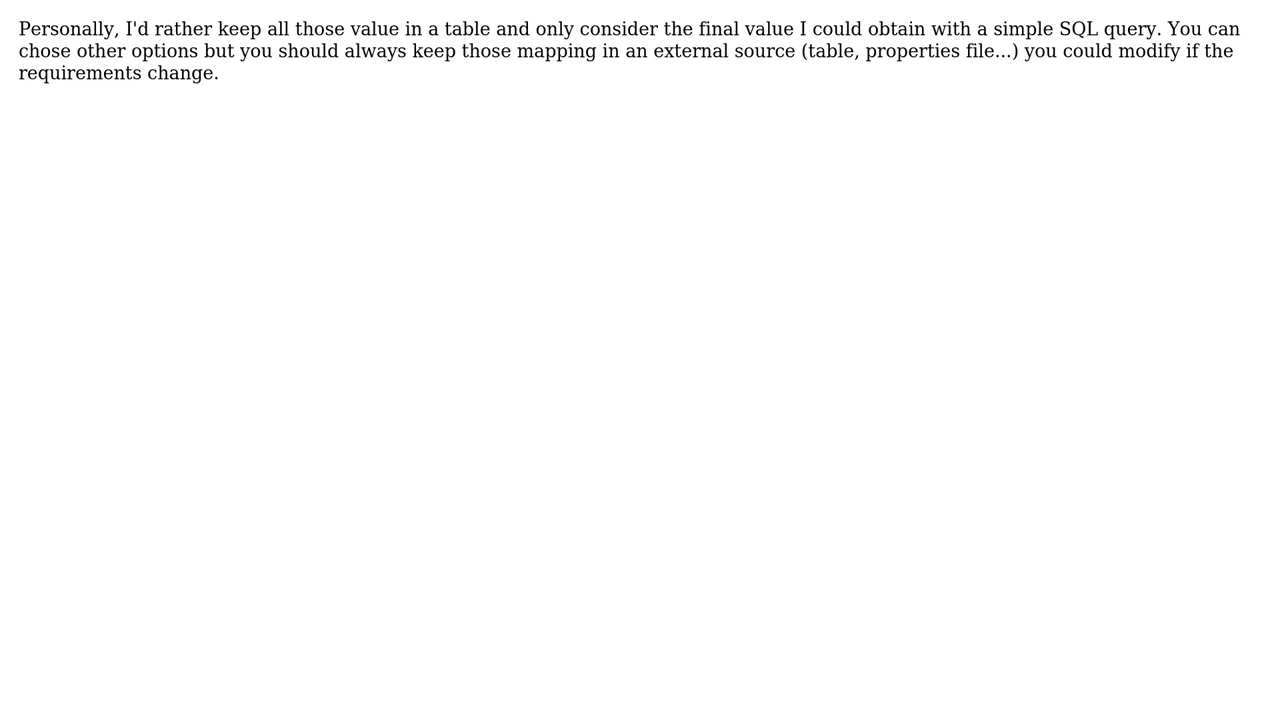 Personally, I'd rather keep all those value in a table and only consider the final value I could obtain with a simple SQL query. You can
chose other options but you should always keep those mapping in an external source (table, properties file...) you could modify if the
requirements change.